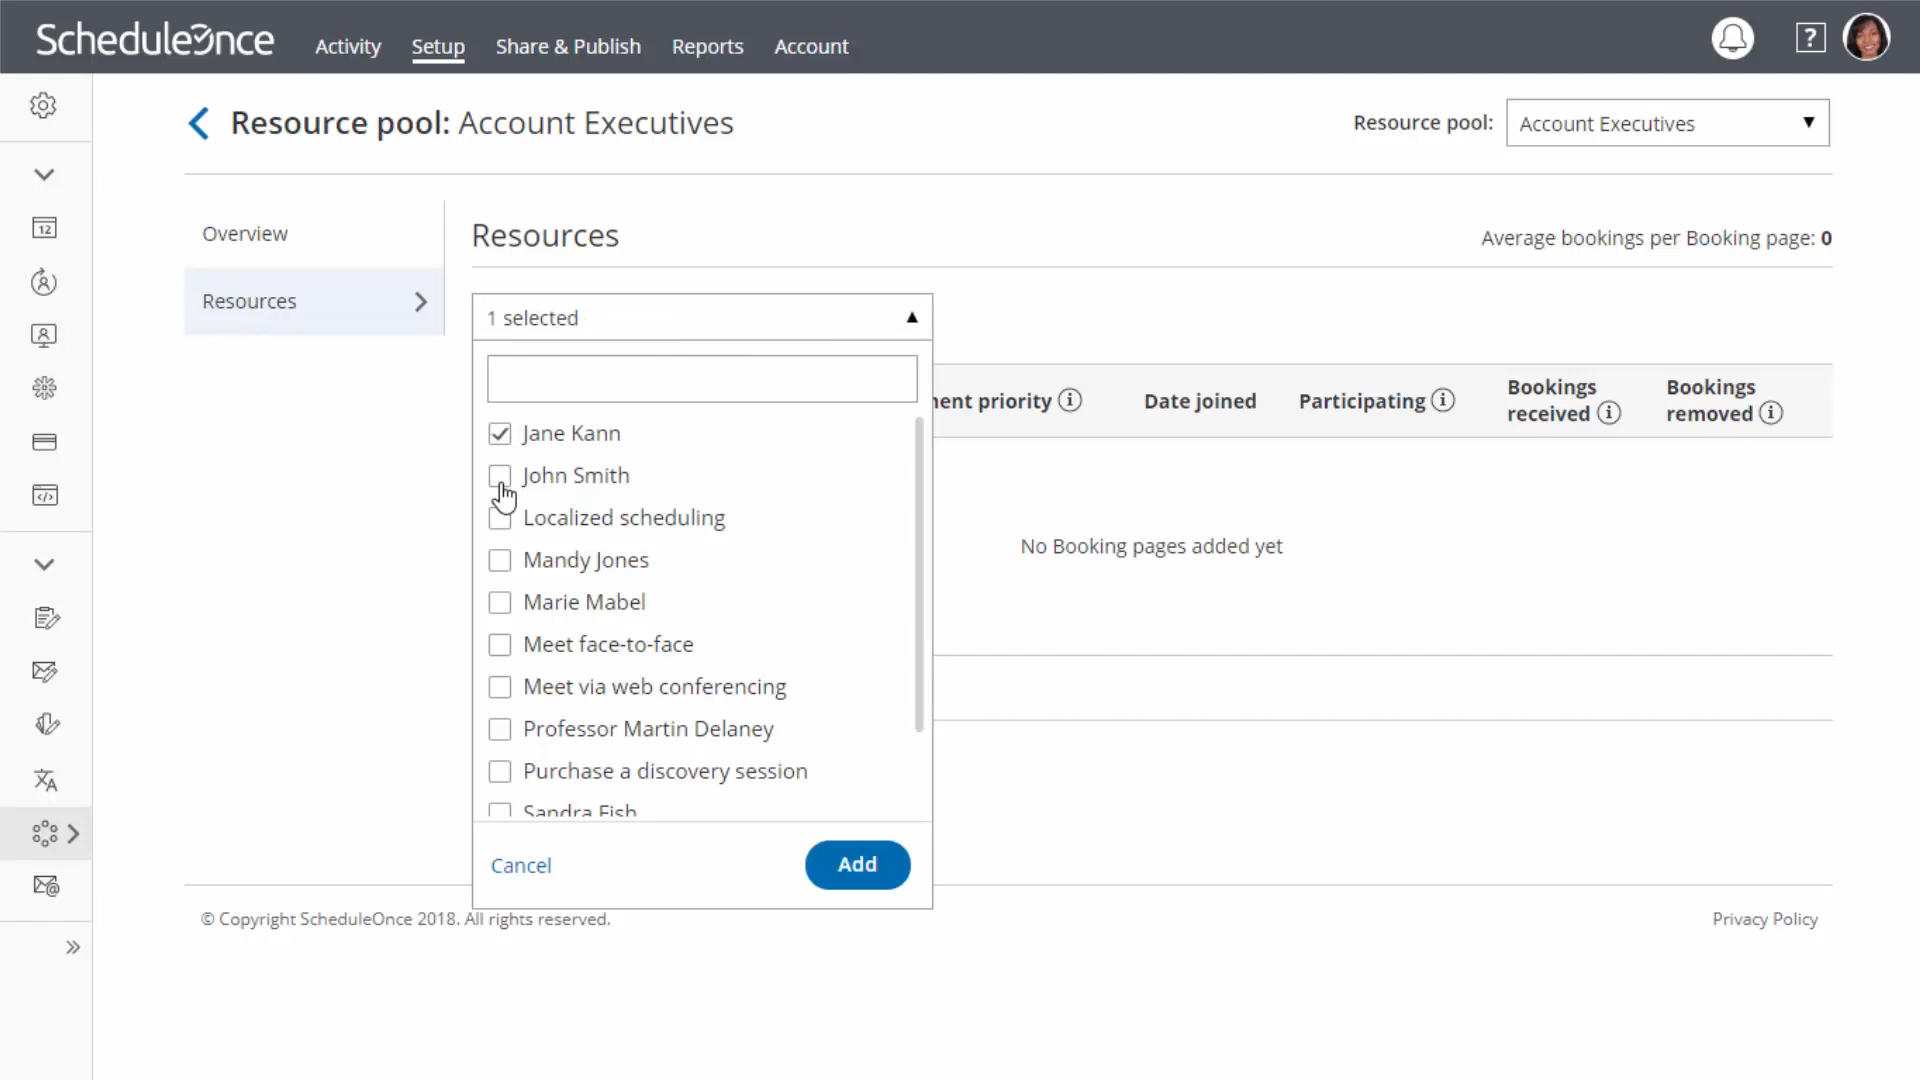 ScheduleOnce
Activity
Setup
Share & Publish
Reports
Account
?
Resource pool: Account Executives
Resource pool:
Account Executives
12
Overview
Resources
Resources
Average bookings per Booking page: 0
1 selected
priority
Date joined
Participating
Bookings received
Bookings removed
Jane Kann
John Smith
Localized scheduling
Mandy Jones
Marie Mabel
Meet face-to-face
Meet via web conferencing
Professor Martin Delaney
Purchase a discovery session
Sandra Fish
No Booking pages added yet
Cancel
Add
© Copyright ScheduleOnce 2018. All rights reserved.
Privacy Policy